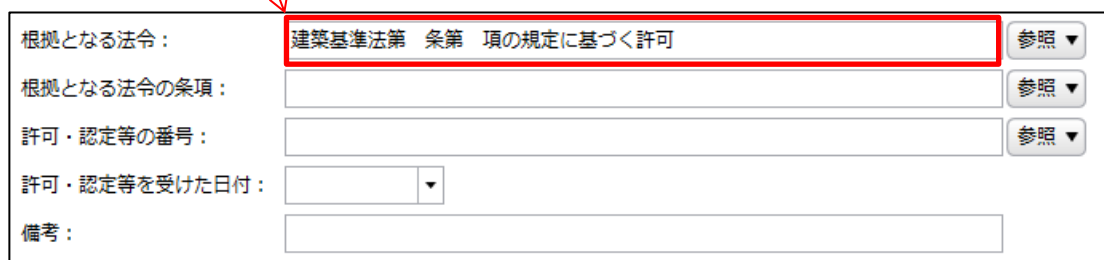 根拠となる法令： 建築基準法第　条第　項の規定に基づく許可 参照 ▼
根拠となる法令の条項： 参照 ▼
許可・認定等の番号： 参照 ▼
許可・認定等を受けた日付：
備考：